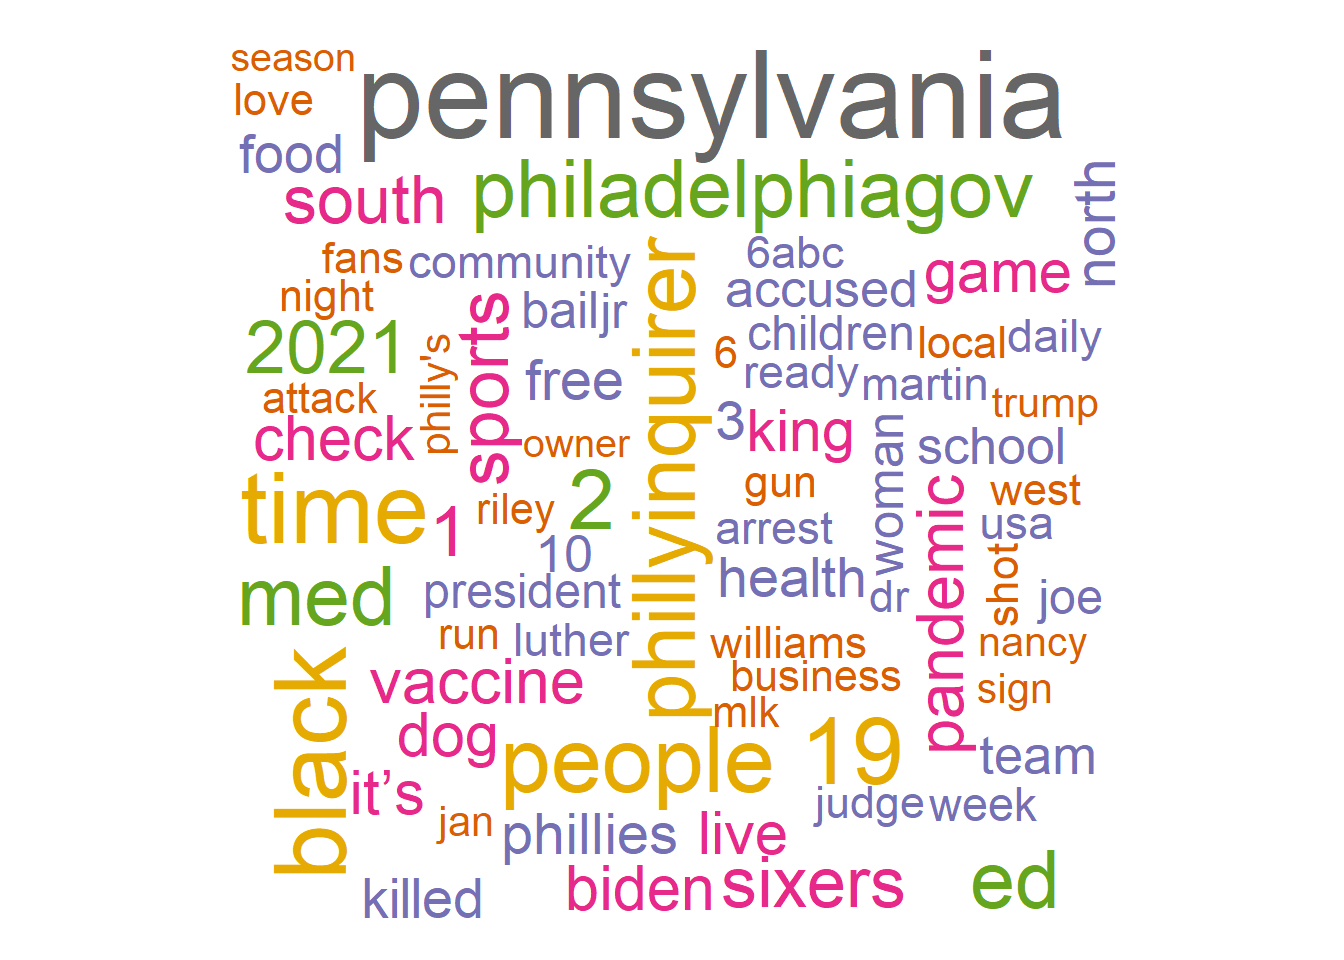 season
pennsylvania
love
food
south
philadelphiagov
north
fans
community
6abc
game
night
bailjr
accused
2021
philly's
sports
phillyinquirer
6
children
local
daily
attack
free
ready
martin
trump
check
owner
3
king
woman
school
time
1
riley
2
gun
pandemic
west
10
arrest
usa
med
president
health
dr
shot
joe
run
luther
williams
nancy
black
vaccine
business
sign
dog
mlk
people
19
team
it’s
jan
phillies
live
judge
week
killed
biden
sixers
ed